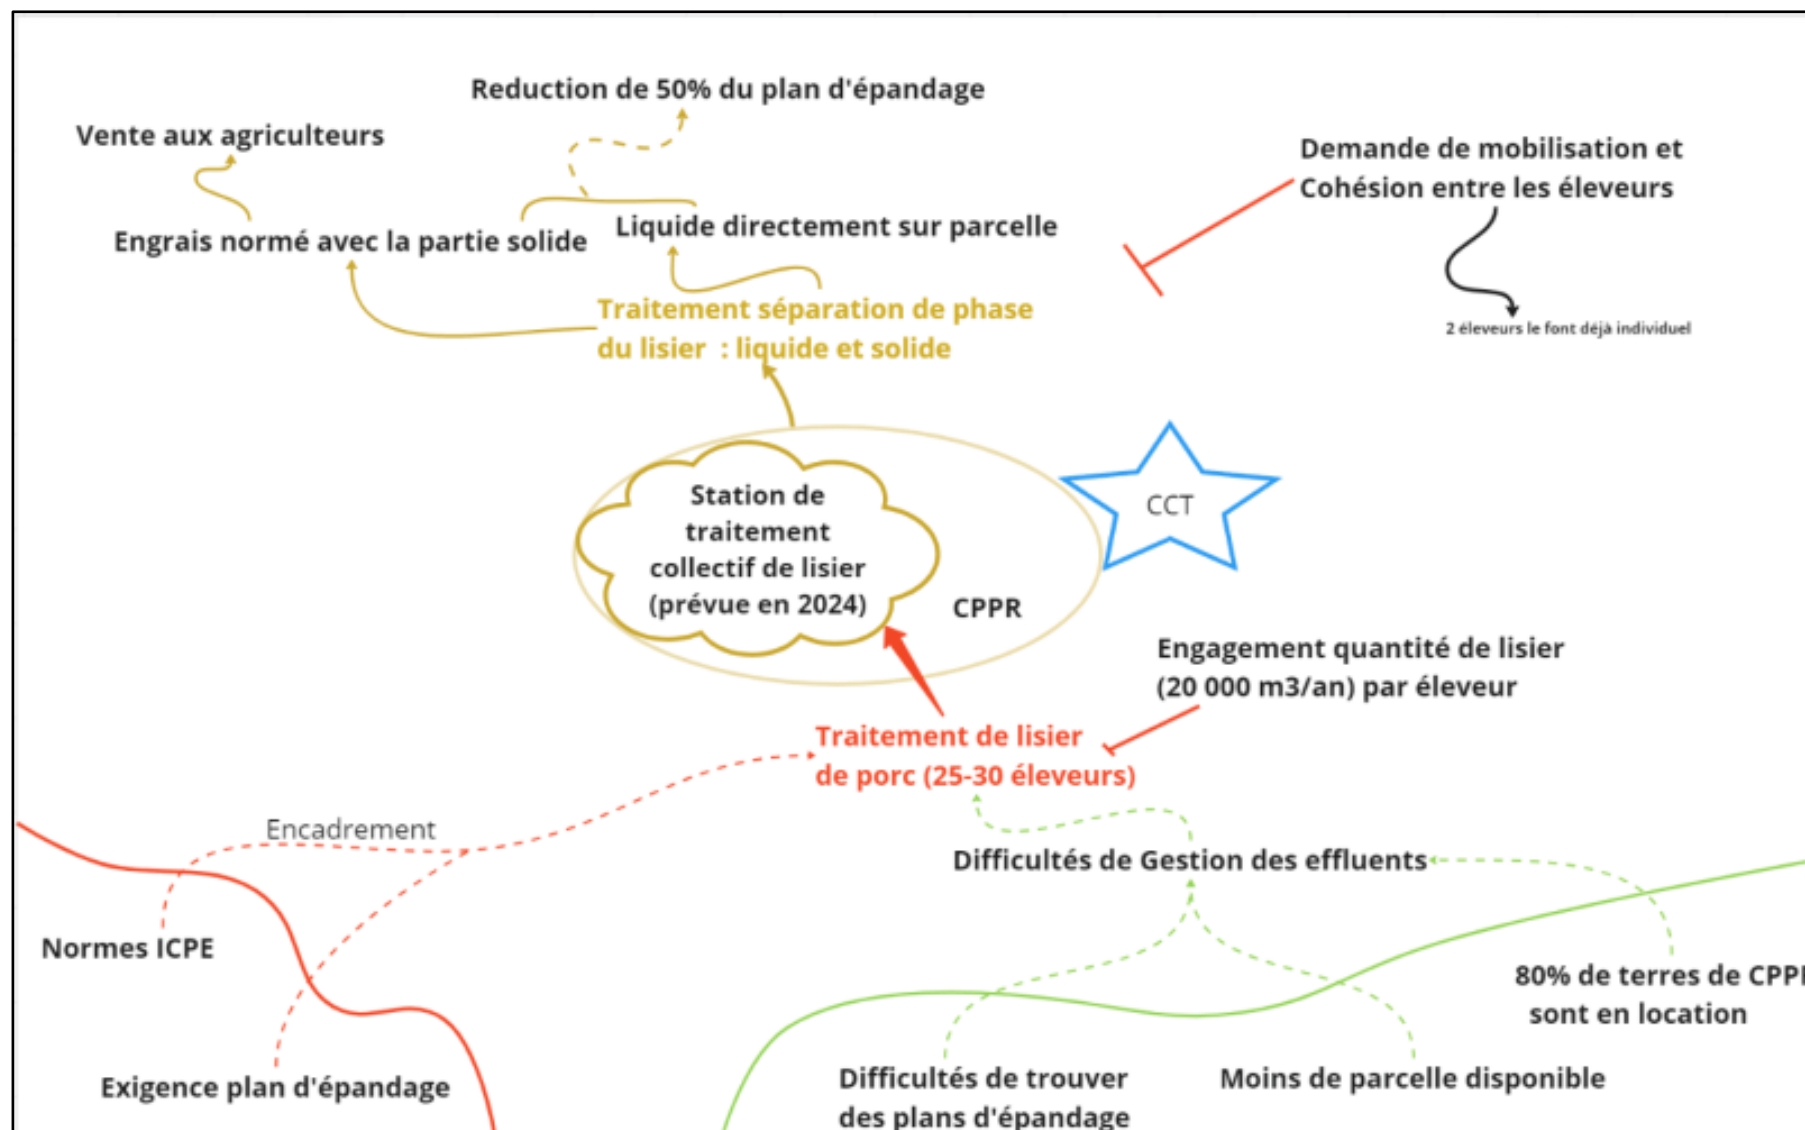 Reduction de 50% du plan d'épandage
Vente aux agriculteurs
Demande de mobilisation et
Cohésion entre les éleveurs
Engrais normé avec la partie solide
Liquide directement sur parcelle
Traitement séparation de phase
du lisier : liquide et solide
2 éleveurs le font déjà individuel
Station de
traitement
collectif de lisier
(prévue en 2024)
CCT
CPPR
Engagement quantité de lisier
(20 000 m3/an) par éleveur
Traitement de lisier
de porc (25-30 éleveurs)
Encadrement
Difficultés de Gestion des effluents
Normes ICPE
80% de terres de
sont en location
Exigence plan d'épandage
Difficultés de trouver
des plans d'épandage
Moins de parcelle disponible